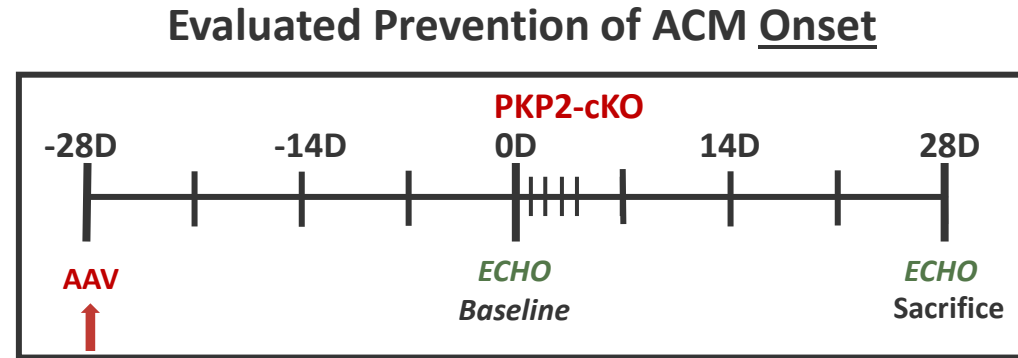 Evaluated Prevention of ACM Onset
PKP2-cKO
-28D -14D 0D 14D 28D
AAV ECHO ECHO
Baseline Sacrifice